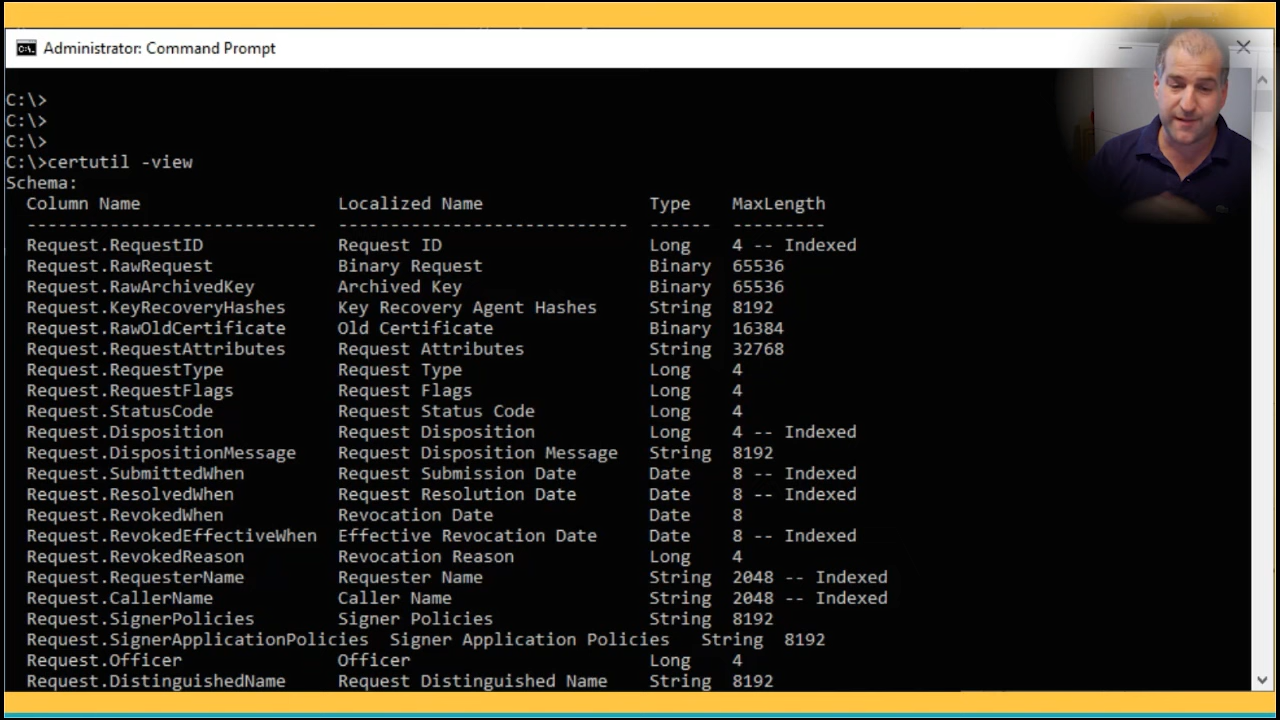 Administrator: Command Prompt
C:\>
C:\>
C:\>
C:\>certutil -view
Schema:
  Column Name                   Localized Name                Type    MaxLength
  ----------------------------  ----------------------------  ------  ---------
  Request.RequestID             Request ID                    Long    4 -- Indexed
  Request.RawRequest            Binary Request                Binary  65536
  Request.RawArchivedKey        Archived Key                  Binary  65536
  Request.KeyRecoveryHashes     Key Recovery Agent Hashes     String  8192
  Request.RawOldCertificate     Old Certificate               Binary  16384
  Request.RequestAttributes     Request Attributes            String  32768
  Request.RequestType           Request Type                  Long    4
  Request.RequestFlags          Request Flags                 Long    4
  Request.StatusCode            Request Status Code           Long    4
  Request.Disposition           Request Disposition           Long    4 -- Indexed
  Request.DispositionMessage    Request Disposition Message   String  8192
  Request.SubmittedWhen         Request Submission Date       Date    8 -- Indexed
  Request.ResolvedWhen          Request Resolution Date       Date    8 -- Indexed
  Request.RevokedWhen           Revocation Date               Date    8
  Request.RevokedEffectiveWhen  Effective Revocation Date     Date    8 -- Indexed
  Request.RevokedReason         Revocation Reason             Long    4
  Request.RequesterName         Requester Name                String  2048 -- Indexed
  Request.CallerName            Caller Name                   String  2048 -- Indexed
  Request.SignerPolicies        Signer Policies               String  8192
  Request.SignerApplicationPolicies  Signer Application Policies   String  8192
  Request.Officer               Officer                       Long    4
  Request.DistinguishedName     Request Distinguished Name    String  8192